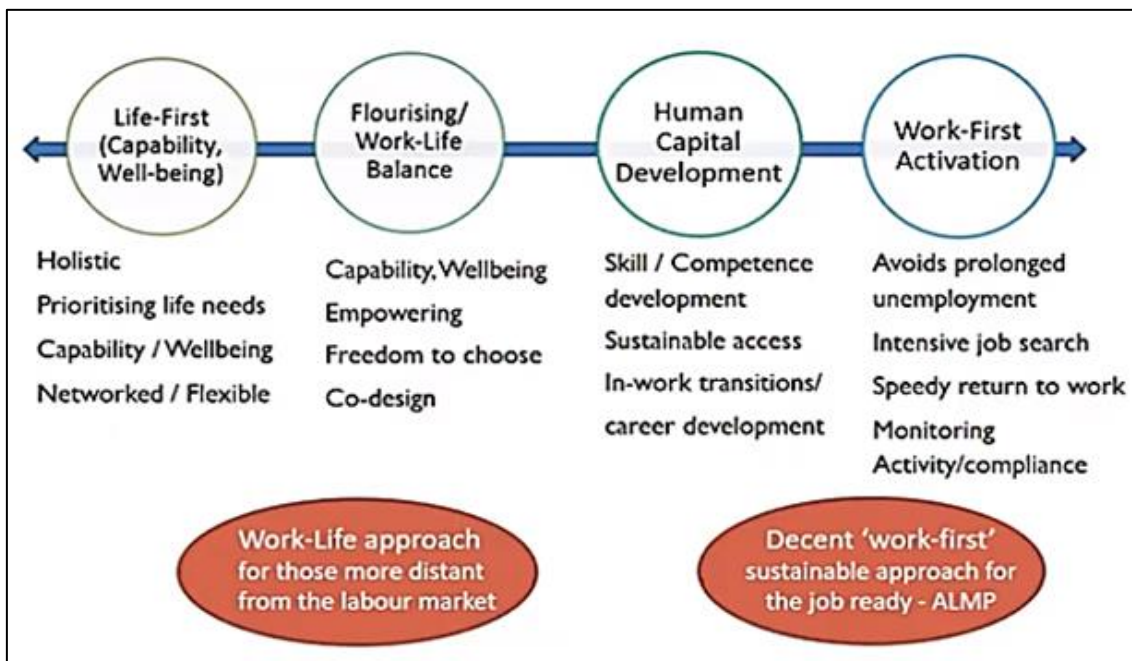 Life-First
(Capability,
Well-being)
Flourising/
Work-Life
Balance
Human
Capital
Development
Work-First
Activation
Holistic
Prioritising life needs
Capability / Wellbeing
Networked / Flexible
Capability, Wellbeing
Empowering
Freedom to choose
Co-design
Skill / Competence
development
Sustainable access
In-work transitions/
career development
Avoids prolonged
unemployment
Intensive job search
Speedy return to work
Monitoring
Activity/compliance
Work-Life approach
for those more distant
from the labour market
Decent ‘work-first’
sustainable approach for
the job ready - ALMP